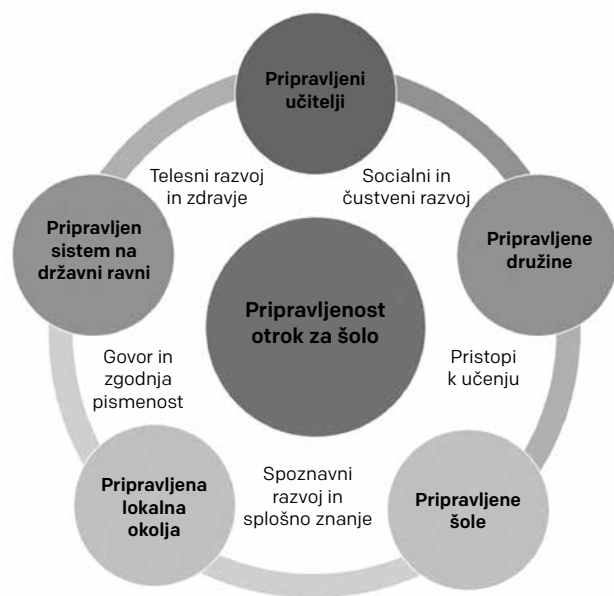 Pripravljeni
učitelji
Telesni razvoj
in zdravje
Socialni in
čustveni razvoj
Pripravljen
sistem na
državni ravni
Pripravljene
družine
Pripravljenost
otrok za šolo
Govor in
zgodnja
pismenost
Pristopi
k učenju
Pripravljena
lokalna
okolja
Spoznavni
razvoj in
splošno znanje
Pripravljene
šole